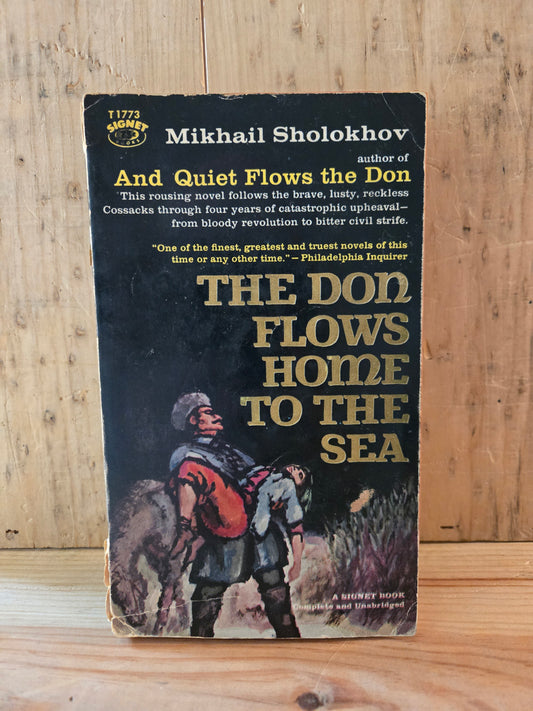 T1773
SIGNET
BOOKS
Mikhail Sholokhov
author of
And Quiet Flows the Don
This rousing novel follows the brave, lusty, reckless
Cossacks through four years of catastrophic upheaval—
from bloody revolution to bitter civil strife.
"One of the finest, greatest and truest novels of this
time or any other time."—Philadelphia Inquirer
THE DON
FLOWS
HOME
TO THE
SEA
A SIGNET BOOK
Complete and Unabridged